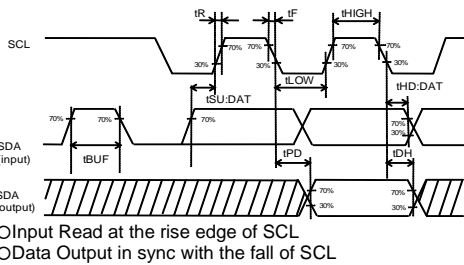 tR tF tHIGH
SCL 70% 70% 70% 70%
30% 30% 30% 30%
tLOW tHD:DAT
tSU:DAT
70% 70% 70% 70%
30%
SDA
(input)
tBUF tPD tDH
SDA
(output)
70% 70%
30% 30%
○Input Read at the rise edge of SCL
○Data Output in sync with the fall of SCL